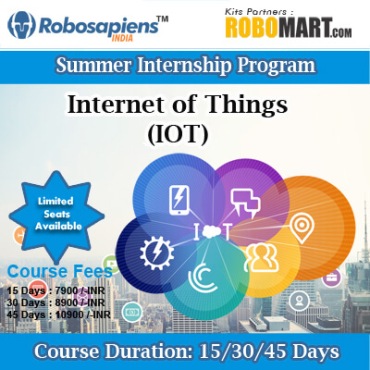 Robosapiens™
INDIA
Kits Partners :
ROBOMART.COM
Summer Internship Program
Internet of Things
(IOT)
Limited
Seats
Available
I T
Course Fees
15 Days : 7900 /-INR
30 Days : 8900 /-INR
45 Days : 10900 /-INR
Course Duration: 15/30/45 Days